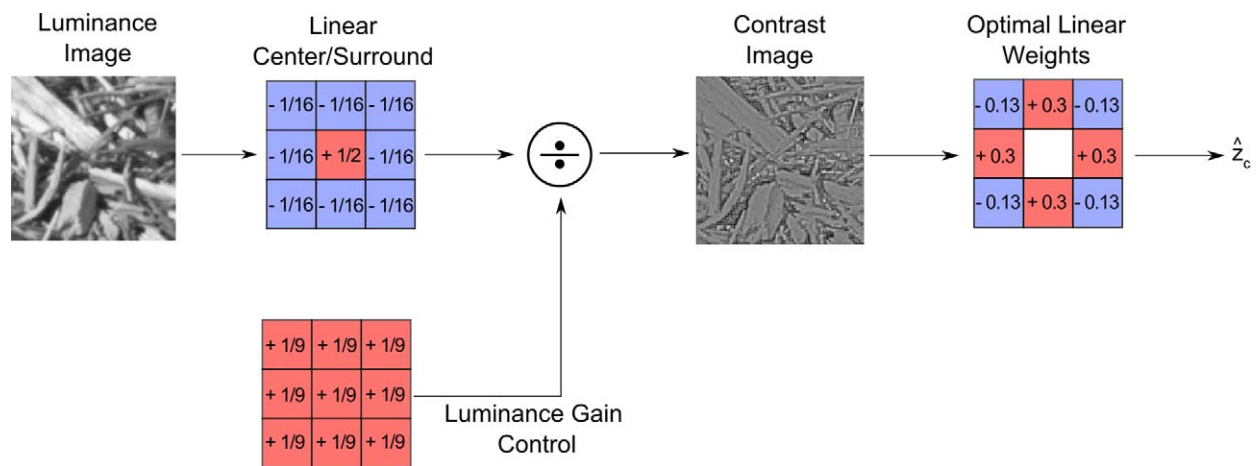 Luminance
Image
Linear
Center/Surround
Contrast
Image
Optimal Linear
Weights
- 1/16 - 1/16 - 1/16
- 1/16 + 1/2 - 1/16
- 1/16 - 1/16 - 1/16
÷
- 0.13 + 0.3 - 0.13
+ 0.3 + 0.3
- 0.13 + 0.3 - 0.13
ẑc
+ 1/9 + 1/9 + 1/9
+ 1/9 + 1/9 + 1/9
+ 1/9 + 1/9 + 1/9
Luminance Gain
Control